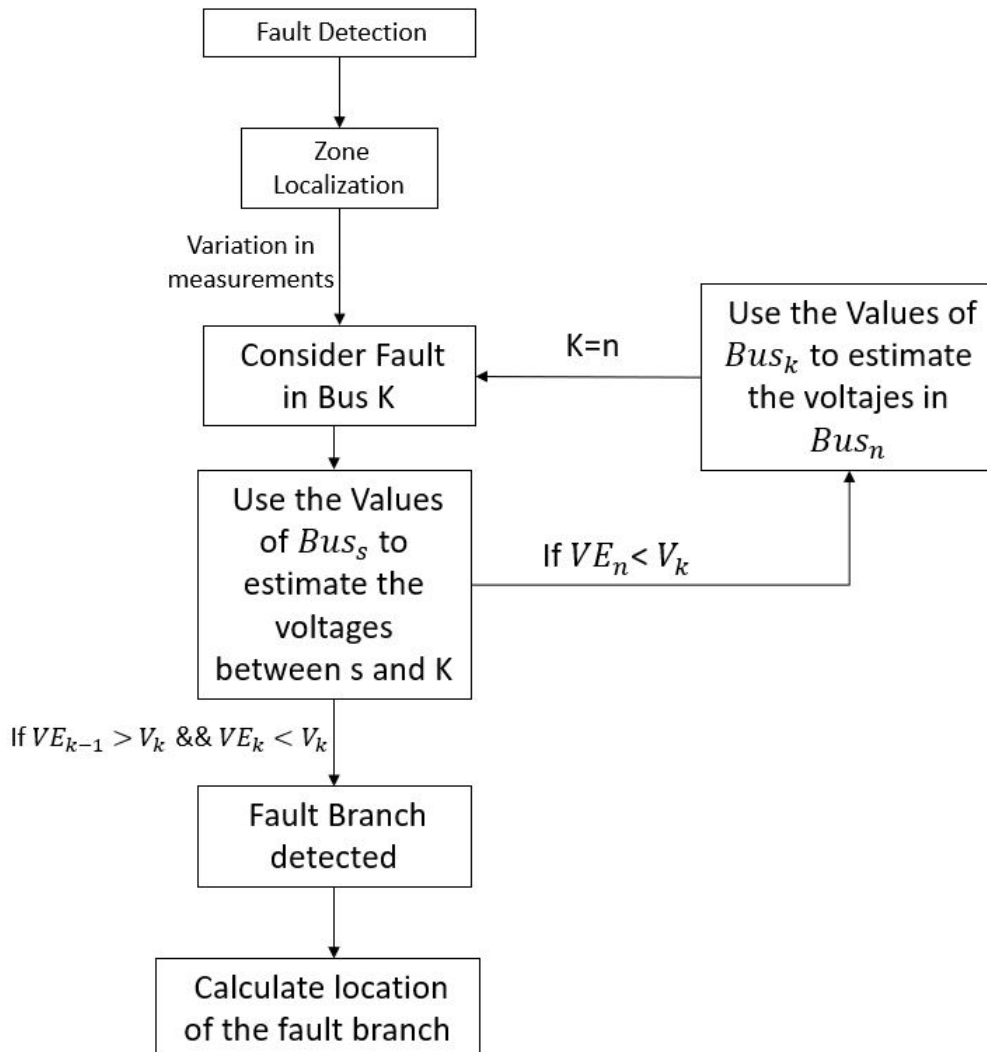 Fault Detection
Zone
Localization
Variation in
measurements
Consider Fault
in Bus K
K=n
Use the Values of
Bus_k to estimate
the voltajes in
Bus_n
Use the Values
of Bus_s to
estimate the
voltages
between s and K
If VE_n< V_k
If VE_{k−1} > V_k && VE_k < V_k
Fault Branch
detected
Calculate location
of the fault branch